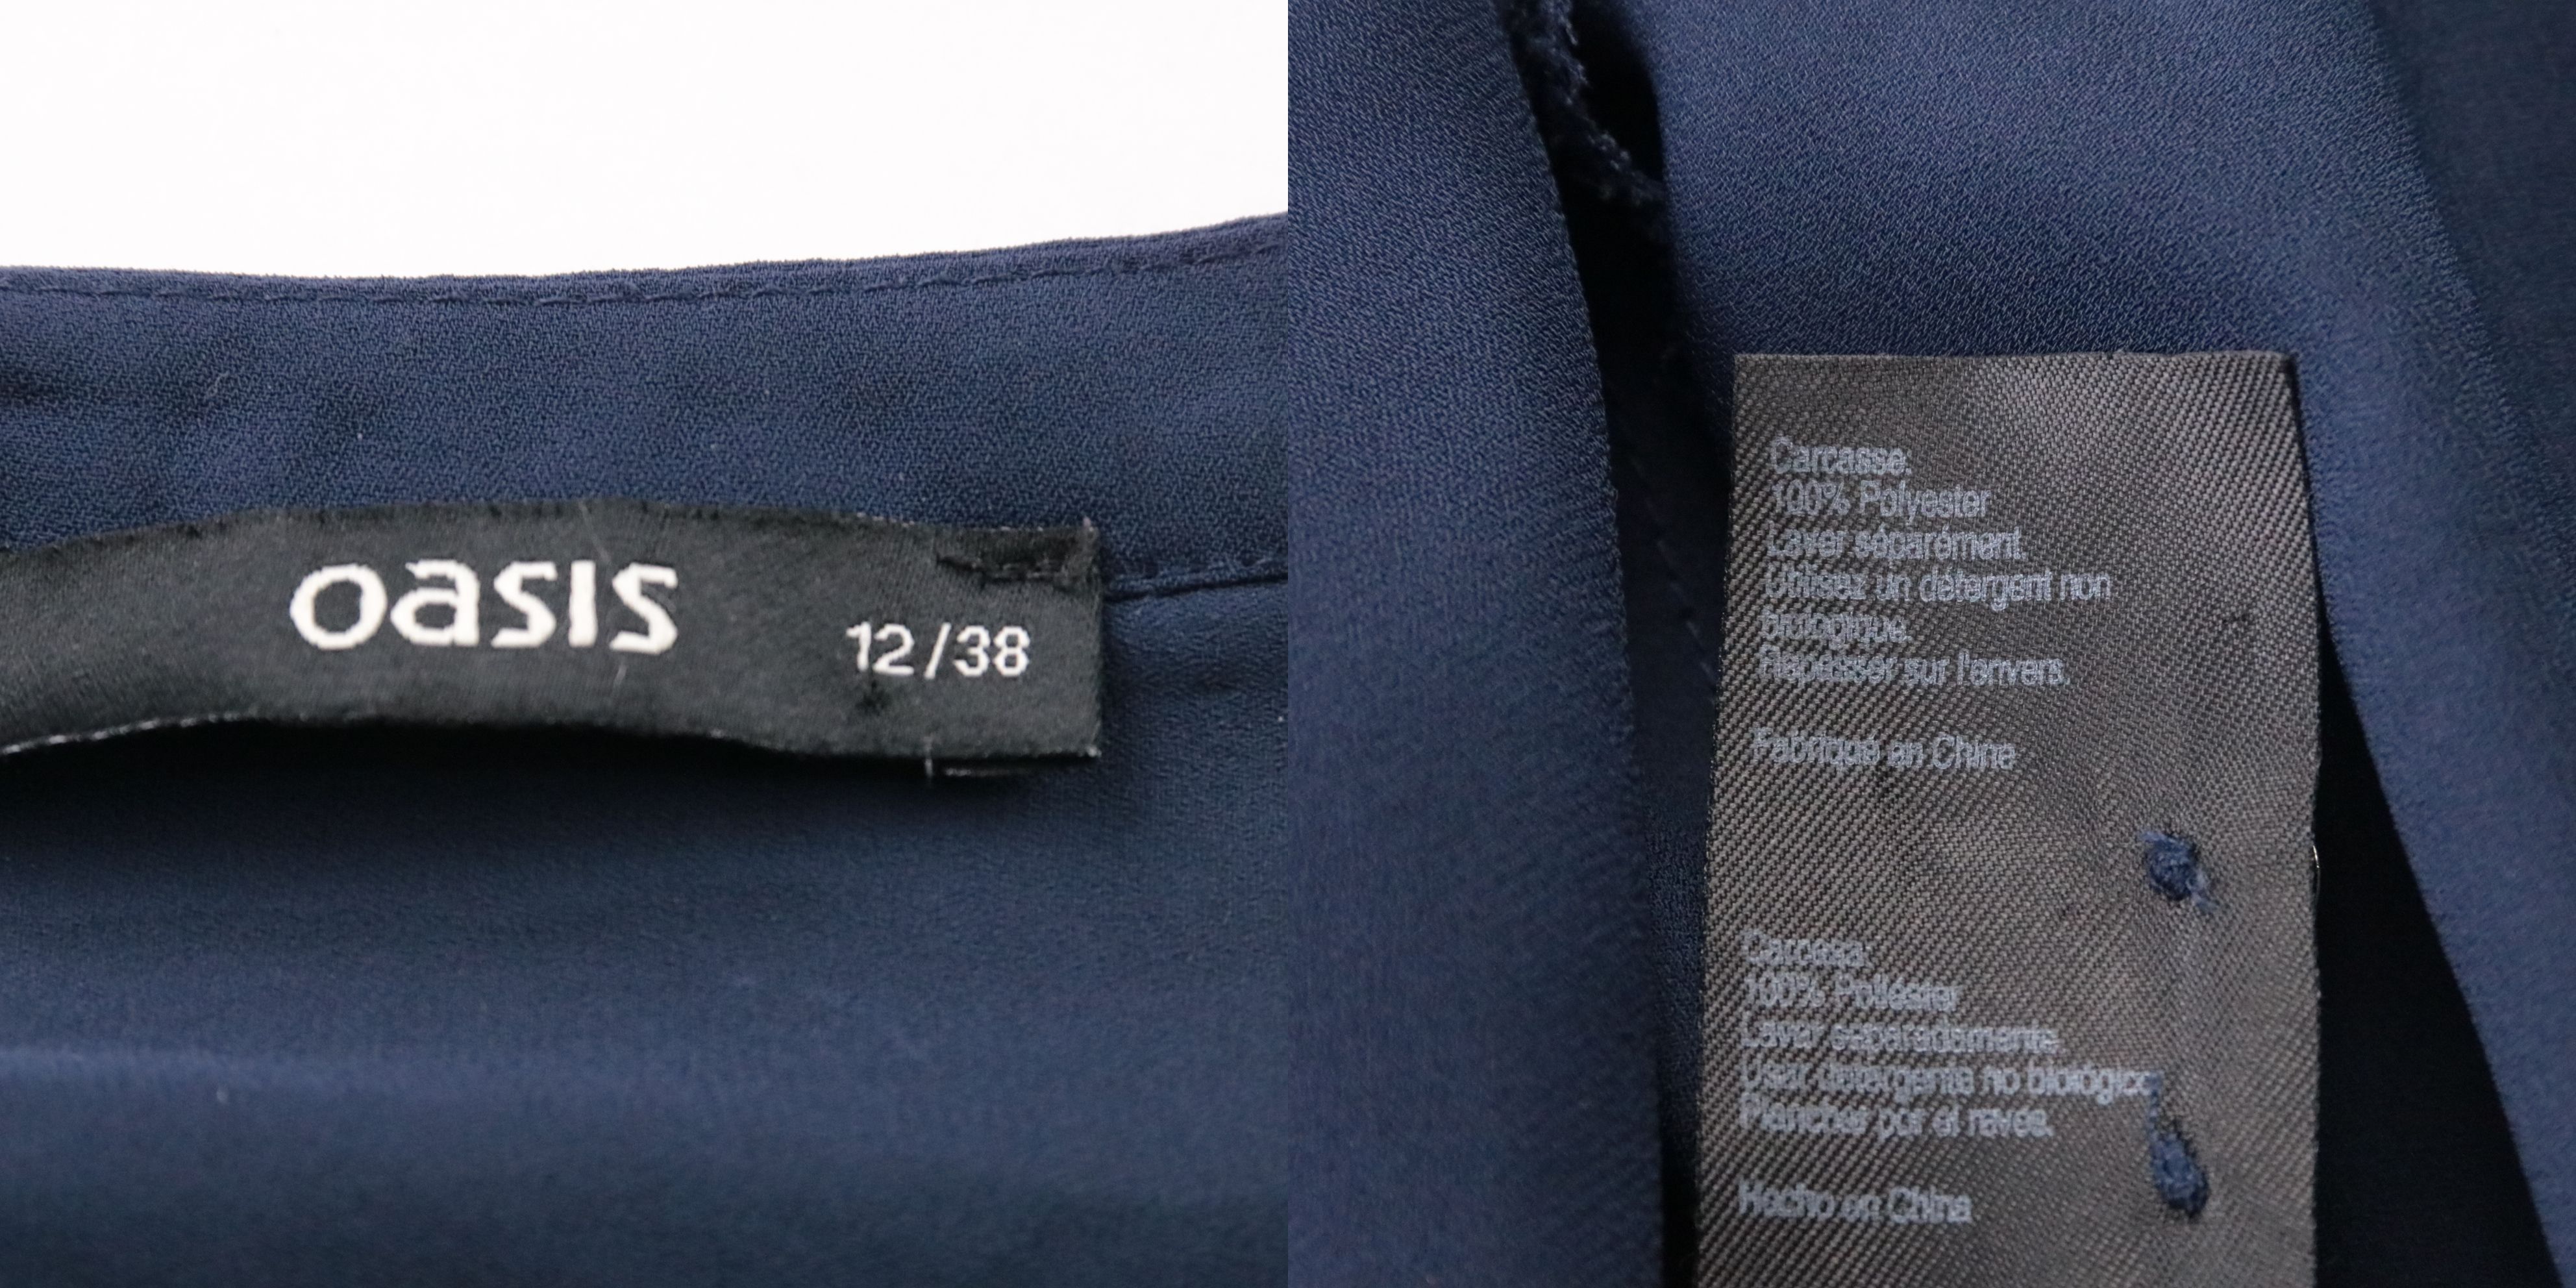 oasis
12/38
Carcasse.
100% Polyester
Laver séparément.
Utilisez un détergent non
biologique.
Repasser sur l'envers.
Fabriqué en Chine
Carcasa.
100% Poliéster
Lavar separadamente.
Usar detergente no biológico
Planchar por el revés.
Hecho en China